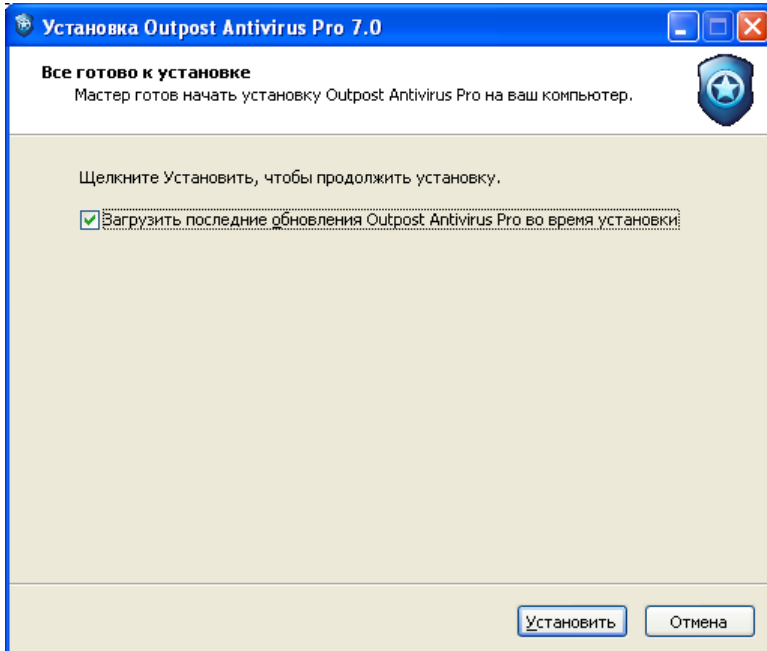 Установка Outpost Antivirus Pro 7.0
Все готово к установке
Мастер готов начать установку Outpost Antivirus Pro на ваш компьютер.
Щелкните Установить, чтобы продолжить установку.
Загрузить последние обновления Outpost Antivirus Pro во время установки
Установить Отмена